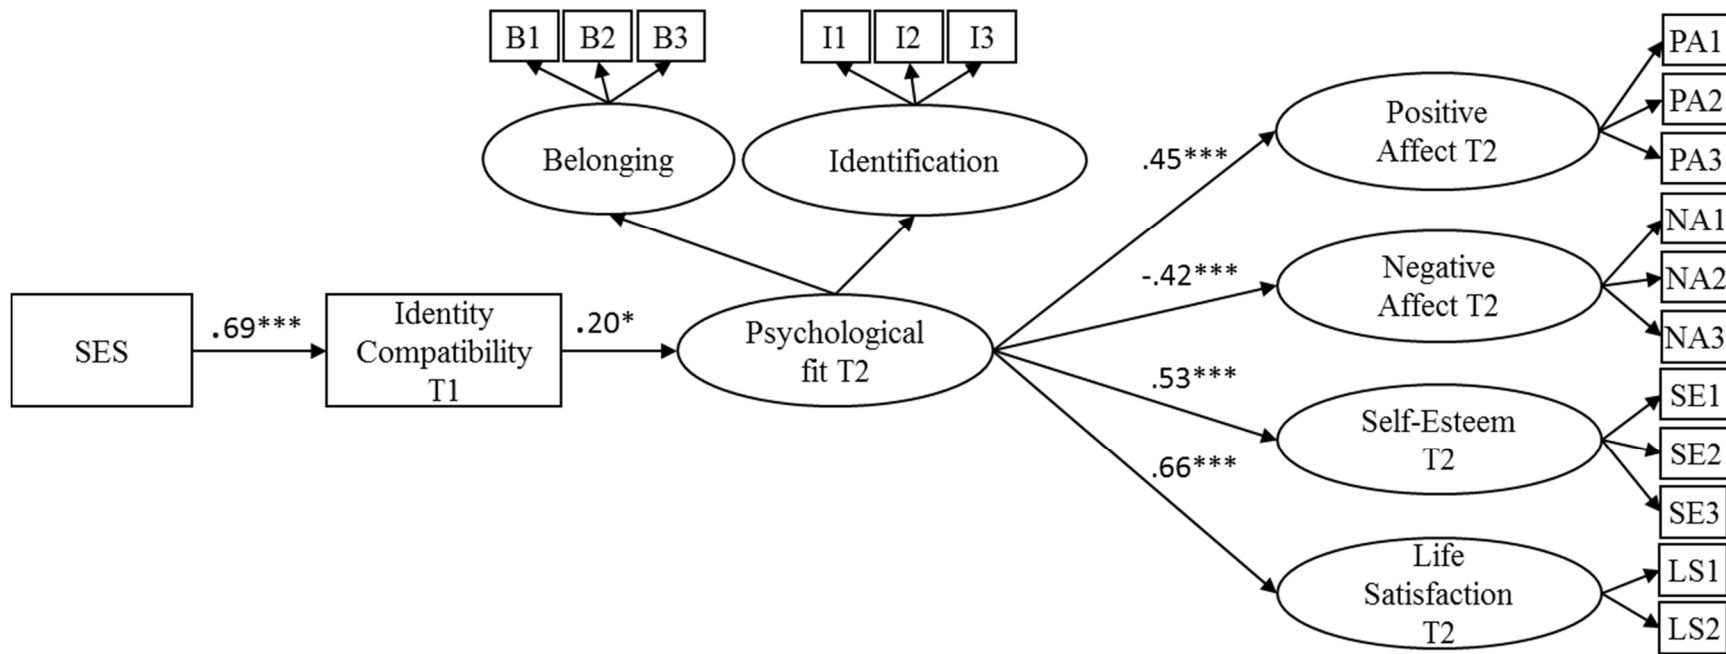 B1
B2
B3
I1
I2
I3
Belonging
Identification
SES
.69***
Identity
Compatibility
T1
.20*
Psychological
fit T2
.45***
-.42***
.53***
.66***
Positive
Affect T2
Negative
Affect T2
Self-Esteem
T2
Life
Satisfaction
T2
PA1
PA2
PA3
NA1
NA2
NA3
SE1
SE2
SE3
LS1
LS2